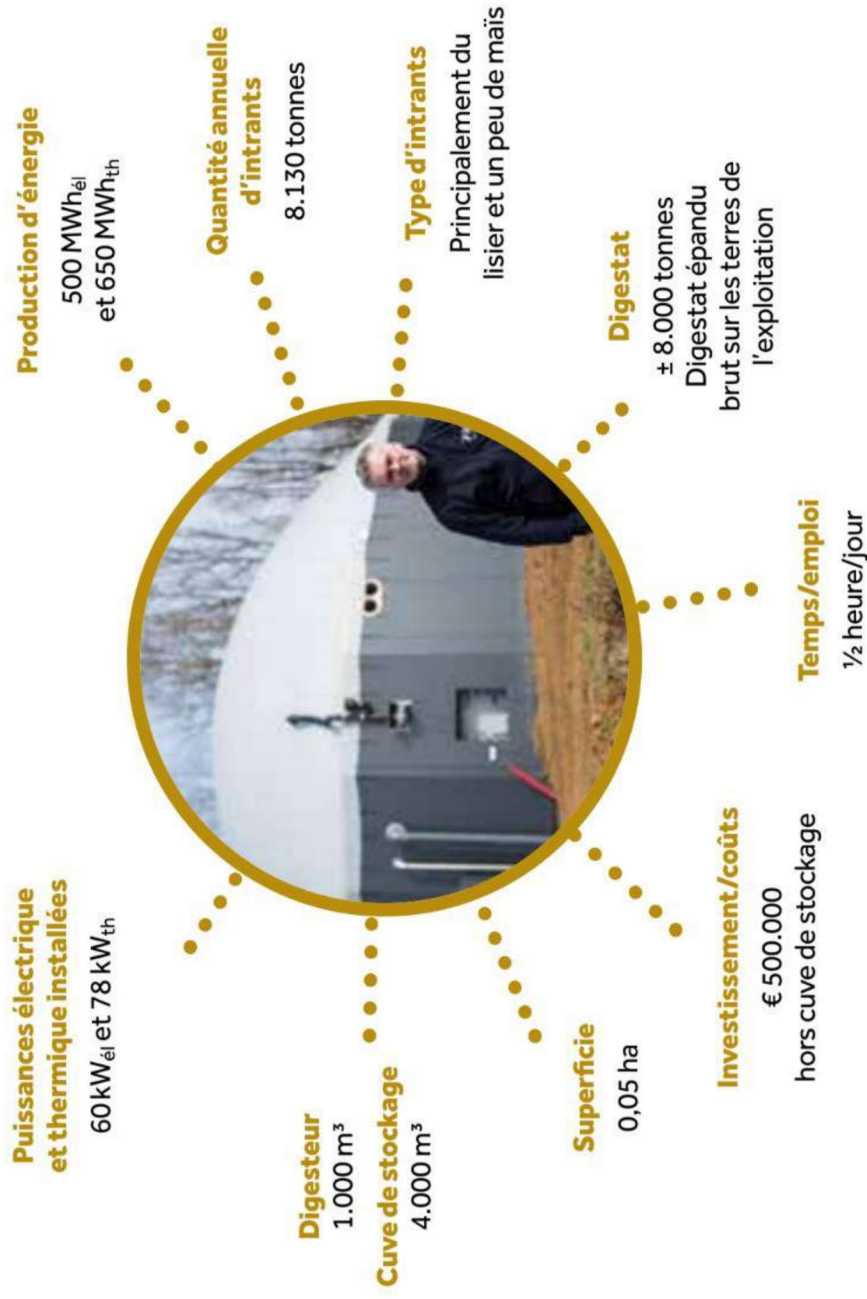 Puissances électrique
et thermique installées
60 kWél et 78 kWth
Production d'énergie
500 MWhél
et 650 MWhth
Quantité annuelle
d'intrants
8.130 tonnes
Type d'intrants
Principalement du
lisier et un peu de maïs
Digestat
± 8.000 tonnes
Digestat épandu
brut sur les terres de
l'exploitation
Temps/emploi
½ heure/jour
Investissement/coûts
€ 500.000
hors cuve de stockage
Superficie
0,05 ha
Digesteur
1.000 m³
Cuve de stockage
4.000 m³